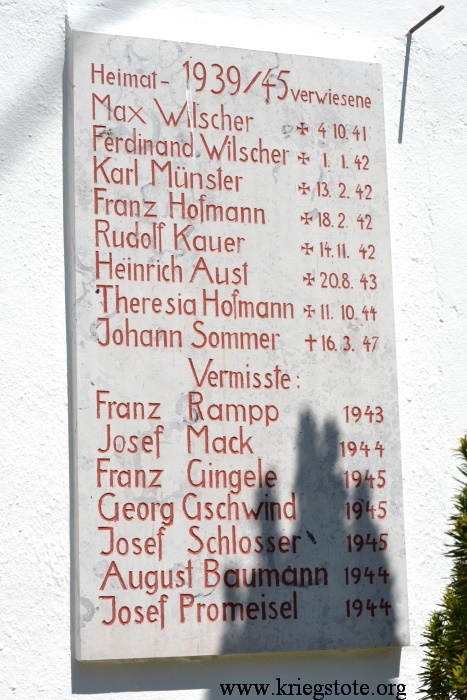 Heimat- 1939/45 verwiesene
Max Wilscher ✠ 4 10. 41
Ferdinand Wilscher ✠ 1. 1. 42
Karl Münster ✠ 13. 2. 42
Franz Hofmann ✠ 18. 2. 42
Rudolf Kauer ✠ 14. 11. 42
Heinrich Aust ✠ 20. 8. 43
Theresia Hofmann ✠ 11. 10. 44
Johann Sommer ✝ 16. 3. 47
Vermisste:
Franz Rampp 1943
Josef Mack 1944
Franz Gingele 1945
Georg Gschwind 1945
Josef Schlosser 1945
August Baumann 1944
Josef Promeisel 1944
www.kriegstote.org